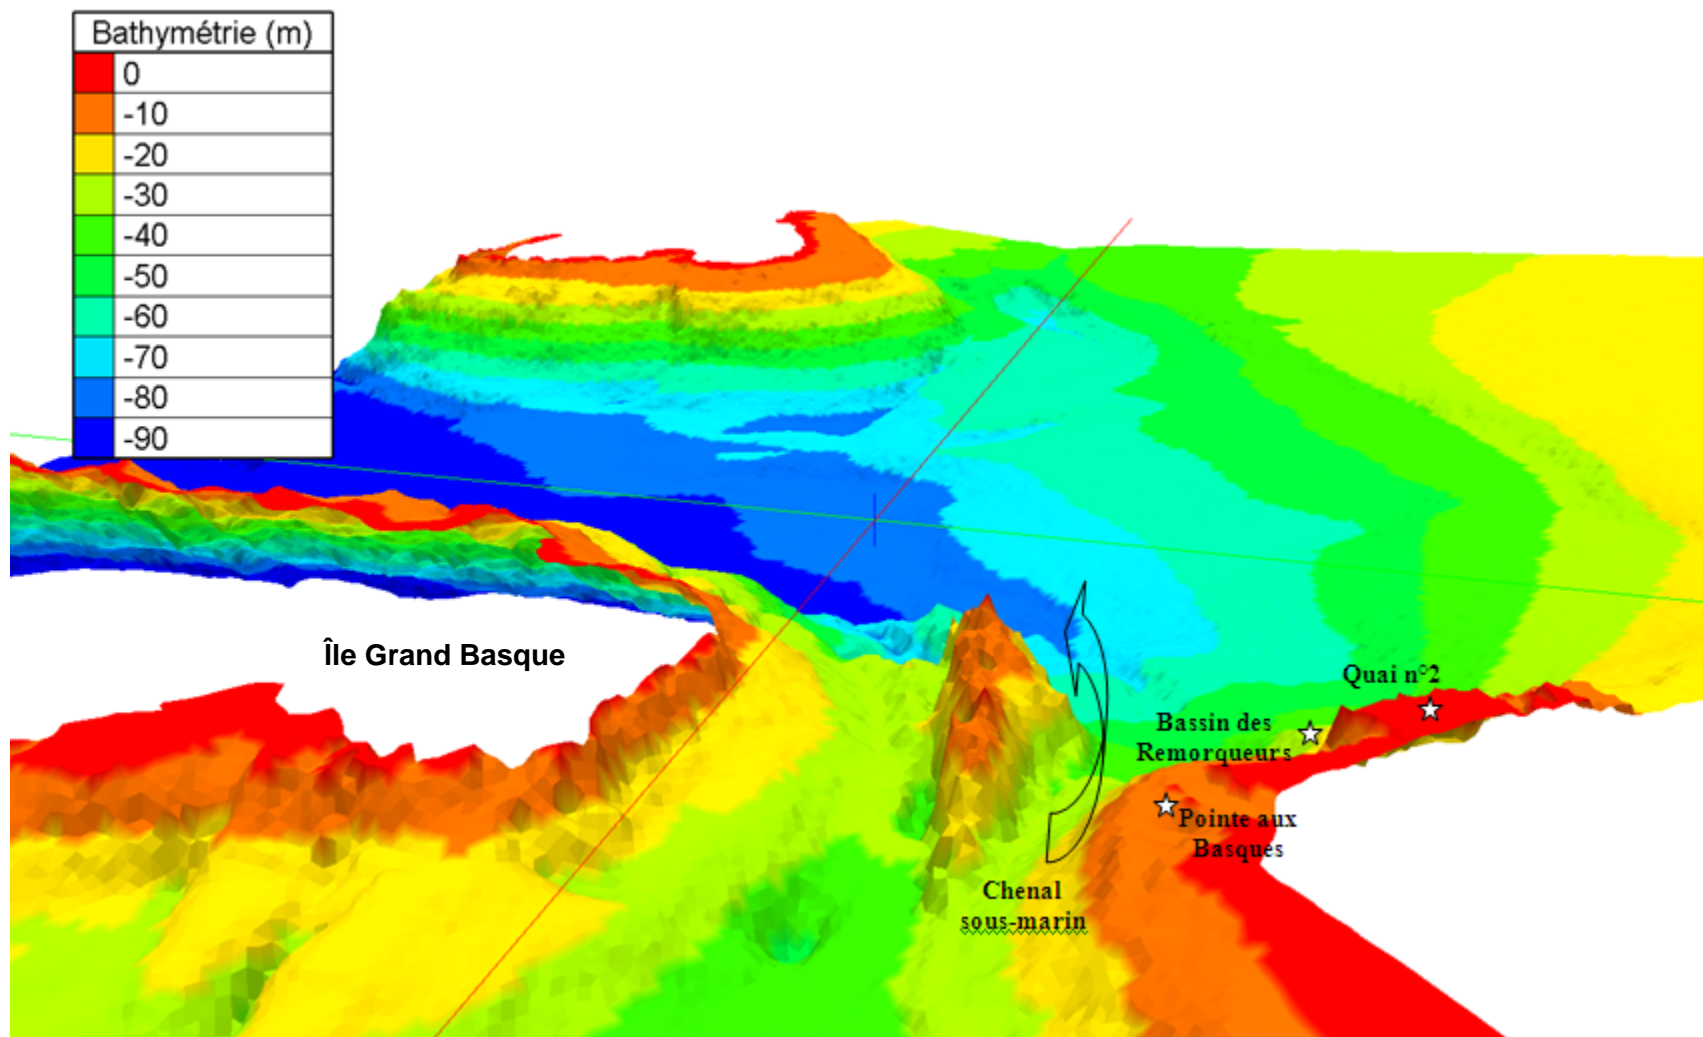 Bathymétrie (m)
0
-10
-20
-30
-40
-50
-60
-70
-80
-90
Île Grand Basque
Quai n°2
Bassin des
Remorqueurs
Pointe aux
Basques
Chenal
sous-marin